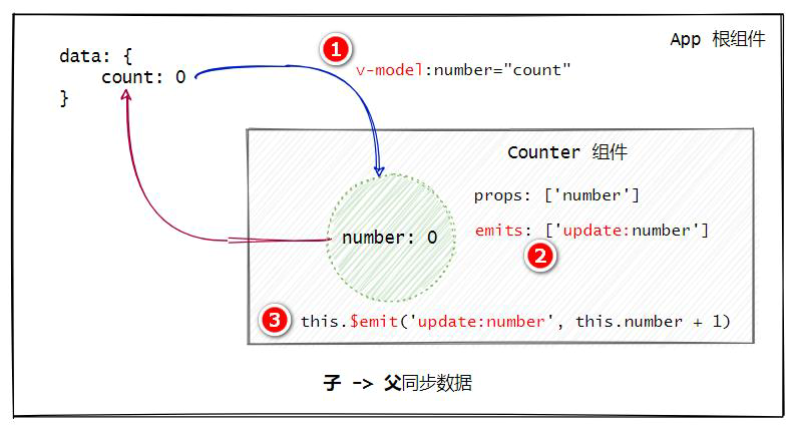 App 根组件
data: {
count: 0
}
1
v-model:number="count"
Counter 组件
props: ['number']
number: 0
emits: ['update:number']
2
3
this.$emit('update:number', this.number + 1)
子 -> 父同步数据